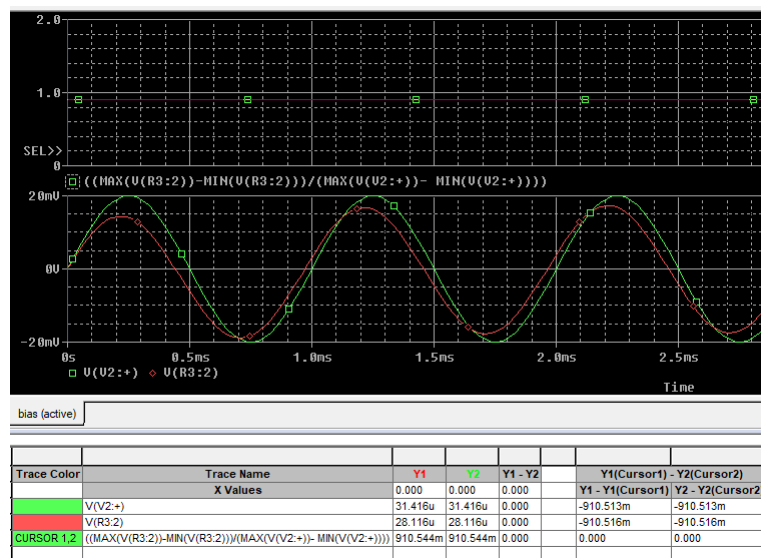 2.0
1.0
SEL>>
0
((MAX(V(R3:2))-MIN(V(R3:2)))/(MAX(V(V2:+))- MIN(V(V2:+))))
20mV
0V
-20mV
0s 0.5ms 1.0ms 1.5ms 2.0ms 2.5ms
V(V2:+) V(R3:2)
Time
bias (active)
Trace Color Trace Name Y1 Y2 Y1 - Y2 Y1(Cursor1) - Y2(Cursor2)
X Values 0.000 0.000 0.000 Y1 - Y1(Cursor1) Y2 - Y2(Cursor2
V(V2:+) 31.416u 31.416u 0.000 -910.513m -910.513m
V(R3:2) 28.116u 28.116u 0.000 -910.516m -910.516m
CURSOR 1,2 ((MAX(V(R3:2))-MIN(V(R3:2)))/(MAX(V(V2:+))- MIN(V(V2:+)))) 910.544m 910.544m 0.000 0.000 0.000